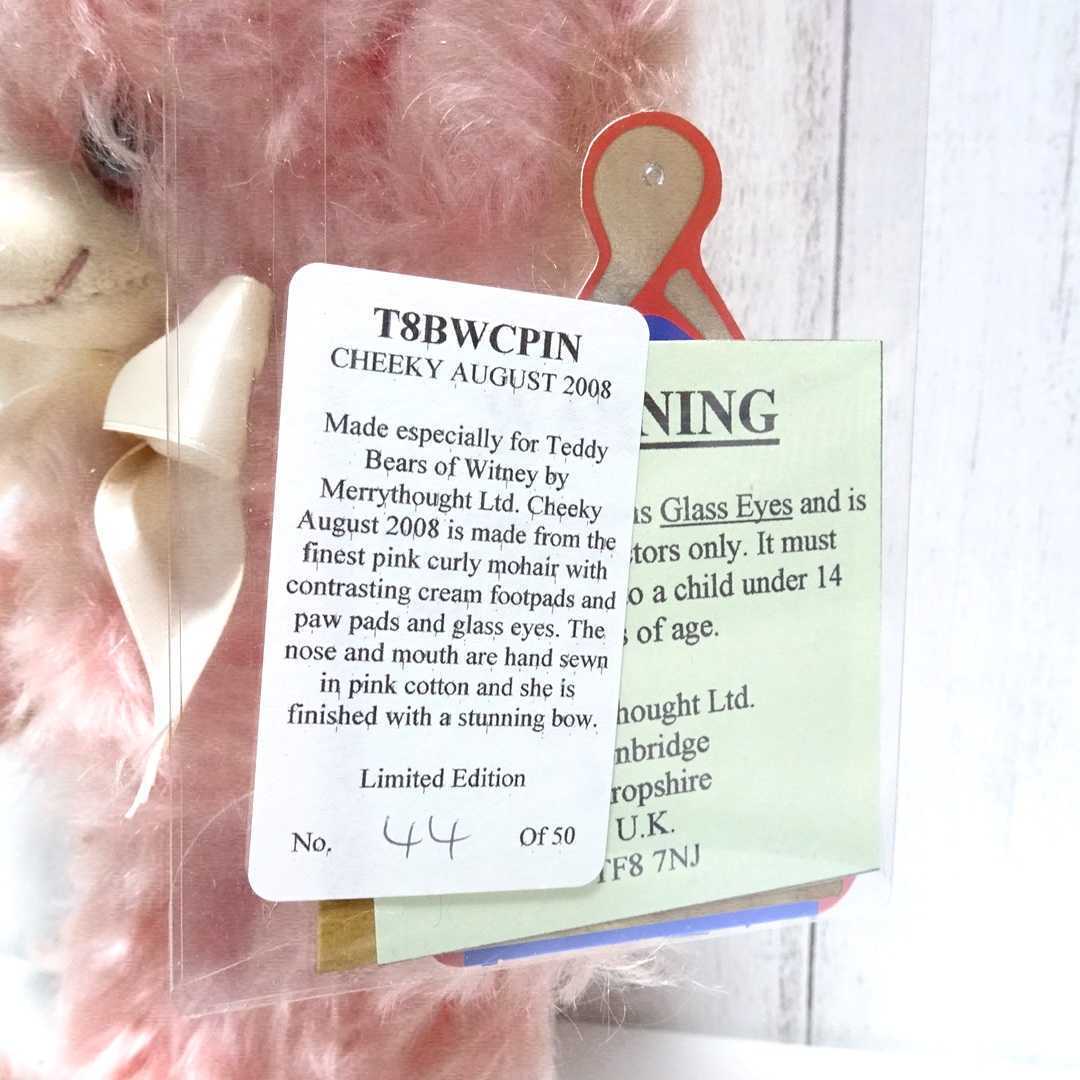 T8BWCPIN
CHEEKY AUGUST 2008
Made especially for Teddy
Bears of Witney by
Merrythought Ltd. Cheeky
August 2008 is made from the
finest pink curly mohair with
contrasting cream footpads and
paw pads and glass eyes. The
nose and mouth are hand sewn
in pink cotton and she is
finished with a stunning bow.
Limited Edition
No. 44 Of 50
NING
Glass Eyes and is
tors only. It must
o a child under 14
of age.
hought Ltd.
nbridge
ropshire
U.K.
TF8 7NJ